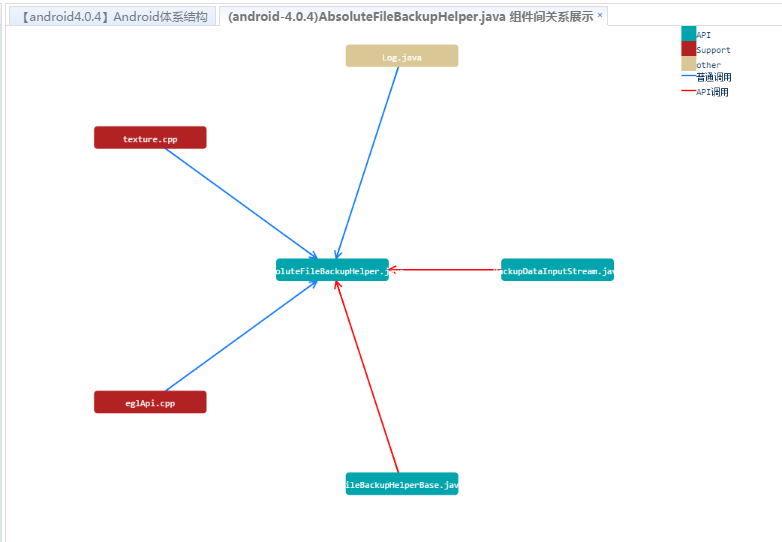 【android4.0.4】Android体系结构
(android-4.0.4)AbsoluteFileBackupHelper.java 组件间关系展示 ×
API
Support
other
普通调用
API调用
Log.java
texture.cpp
oluteFileBackupHelper.java
ackupDataInputStream.jav
eglApi.cpp
ileBackupHelperBase.jav